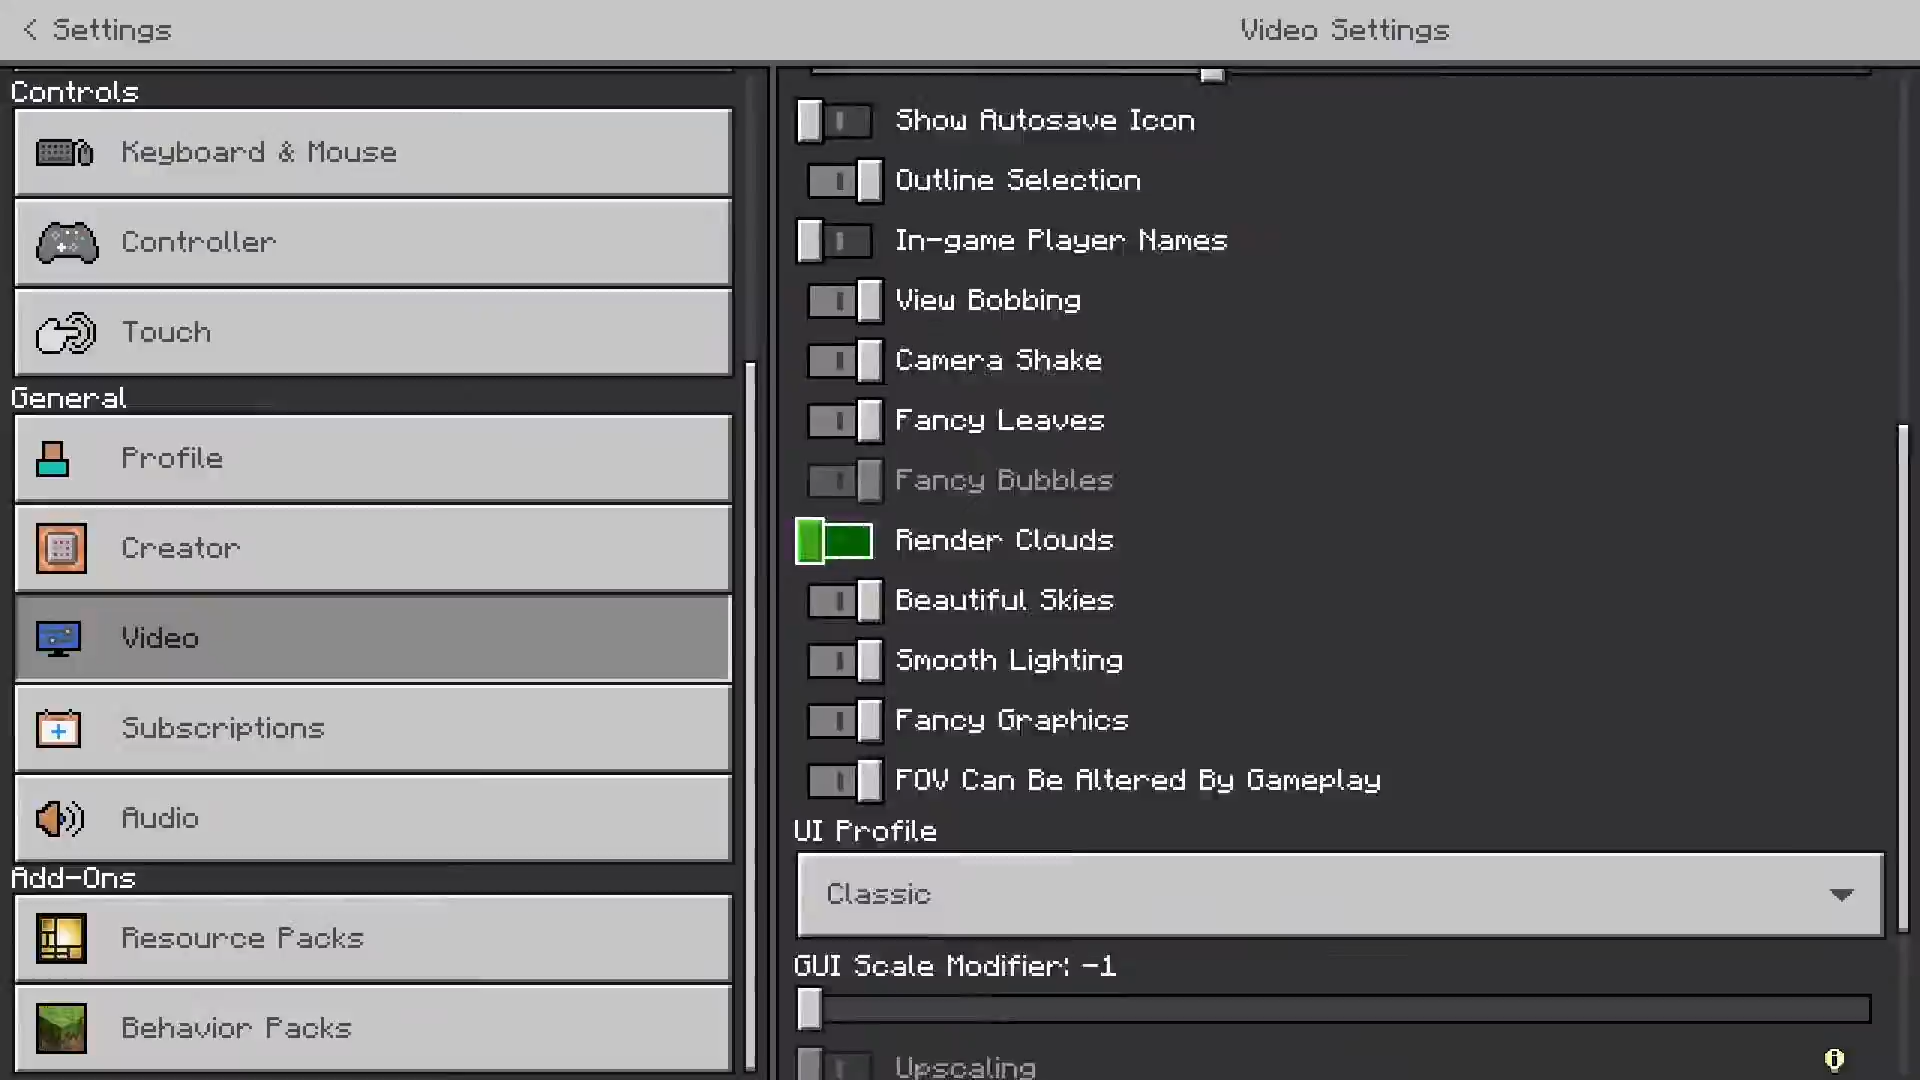 Settings
Video Settings
Controls
Keyboard & Mouse
Controller
Touch
General
Profile
Creator
Video
Subscriptions
Audio
Add-Ons
Resource Packs
Behavior Packs
Show Autosave Icon
Outline Selection
In-game Player Names
View Bobbing
Camera Shake
Fancy Leaves
Fancy Bubbles
Render Clouds
Beautiful Skies
Smooth Lighting
Fancy Graphics
FOV Can Be Altered By Gameplay
UI Profile
Classic
GUI Scale Modifier: -1
Upscaling